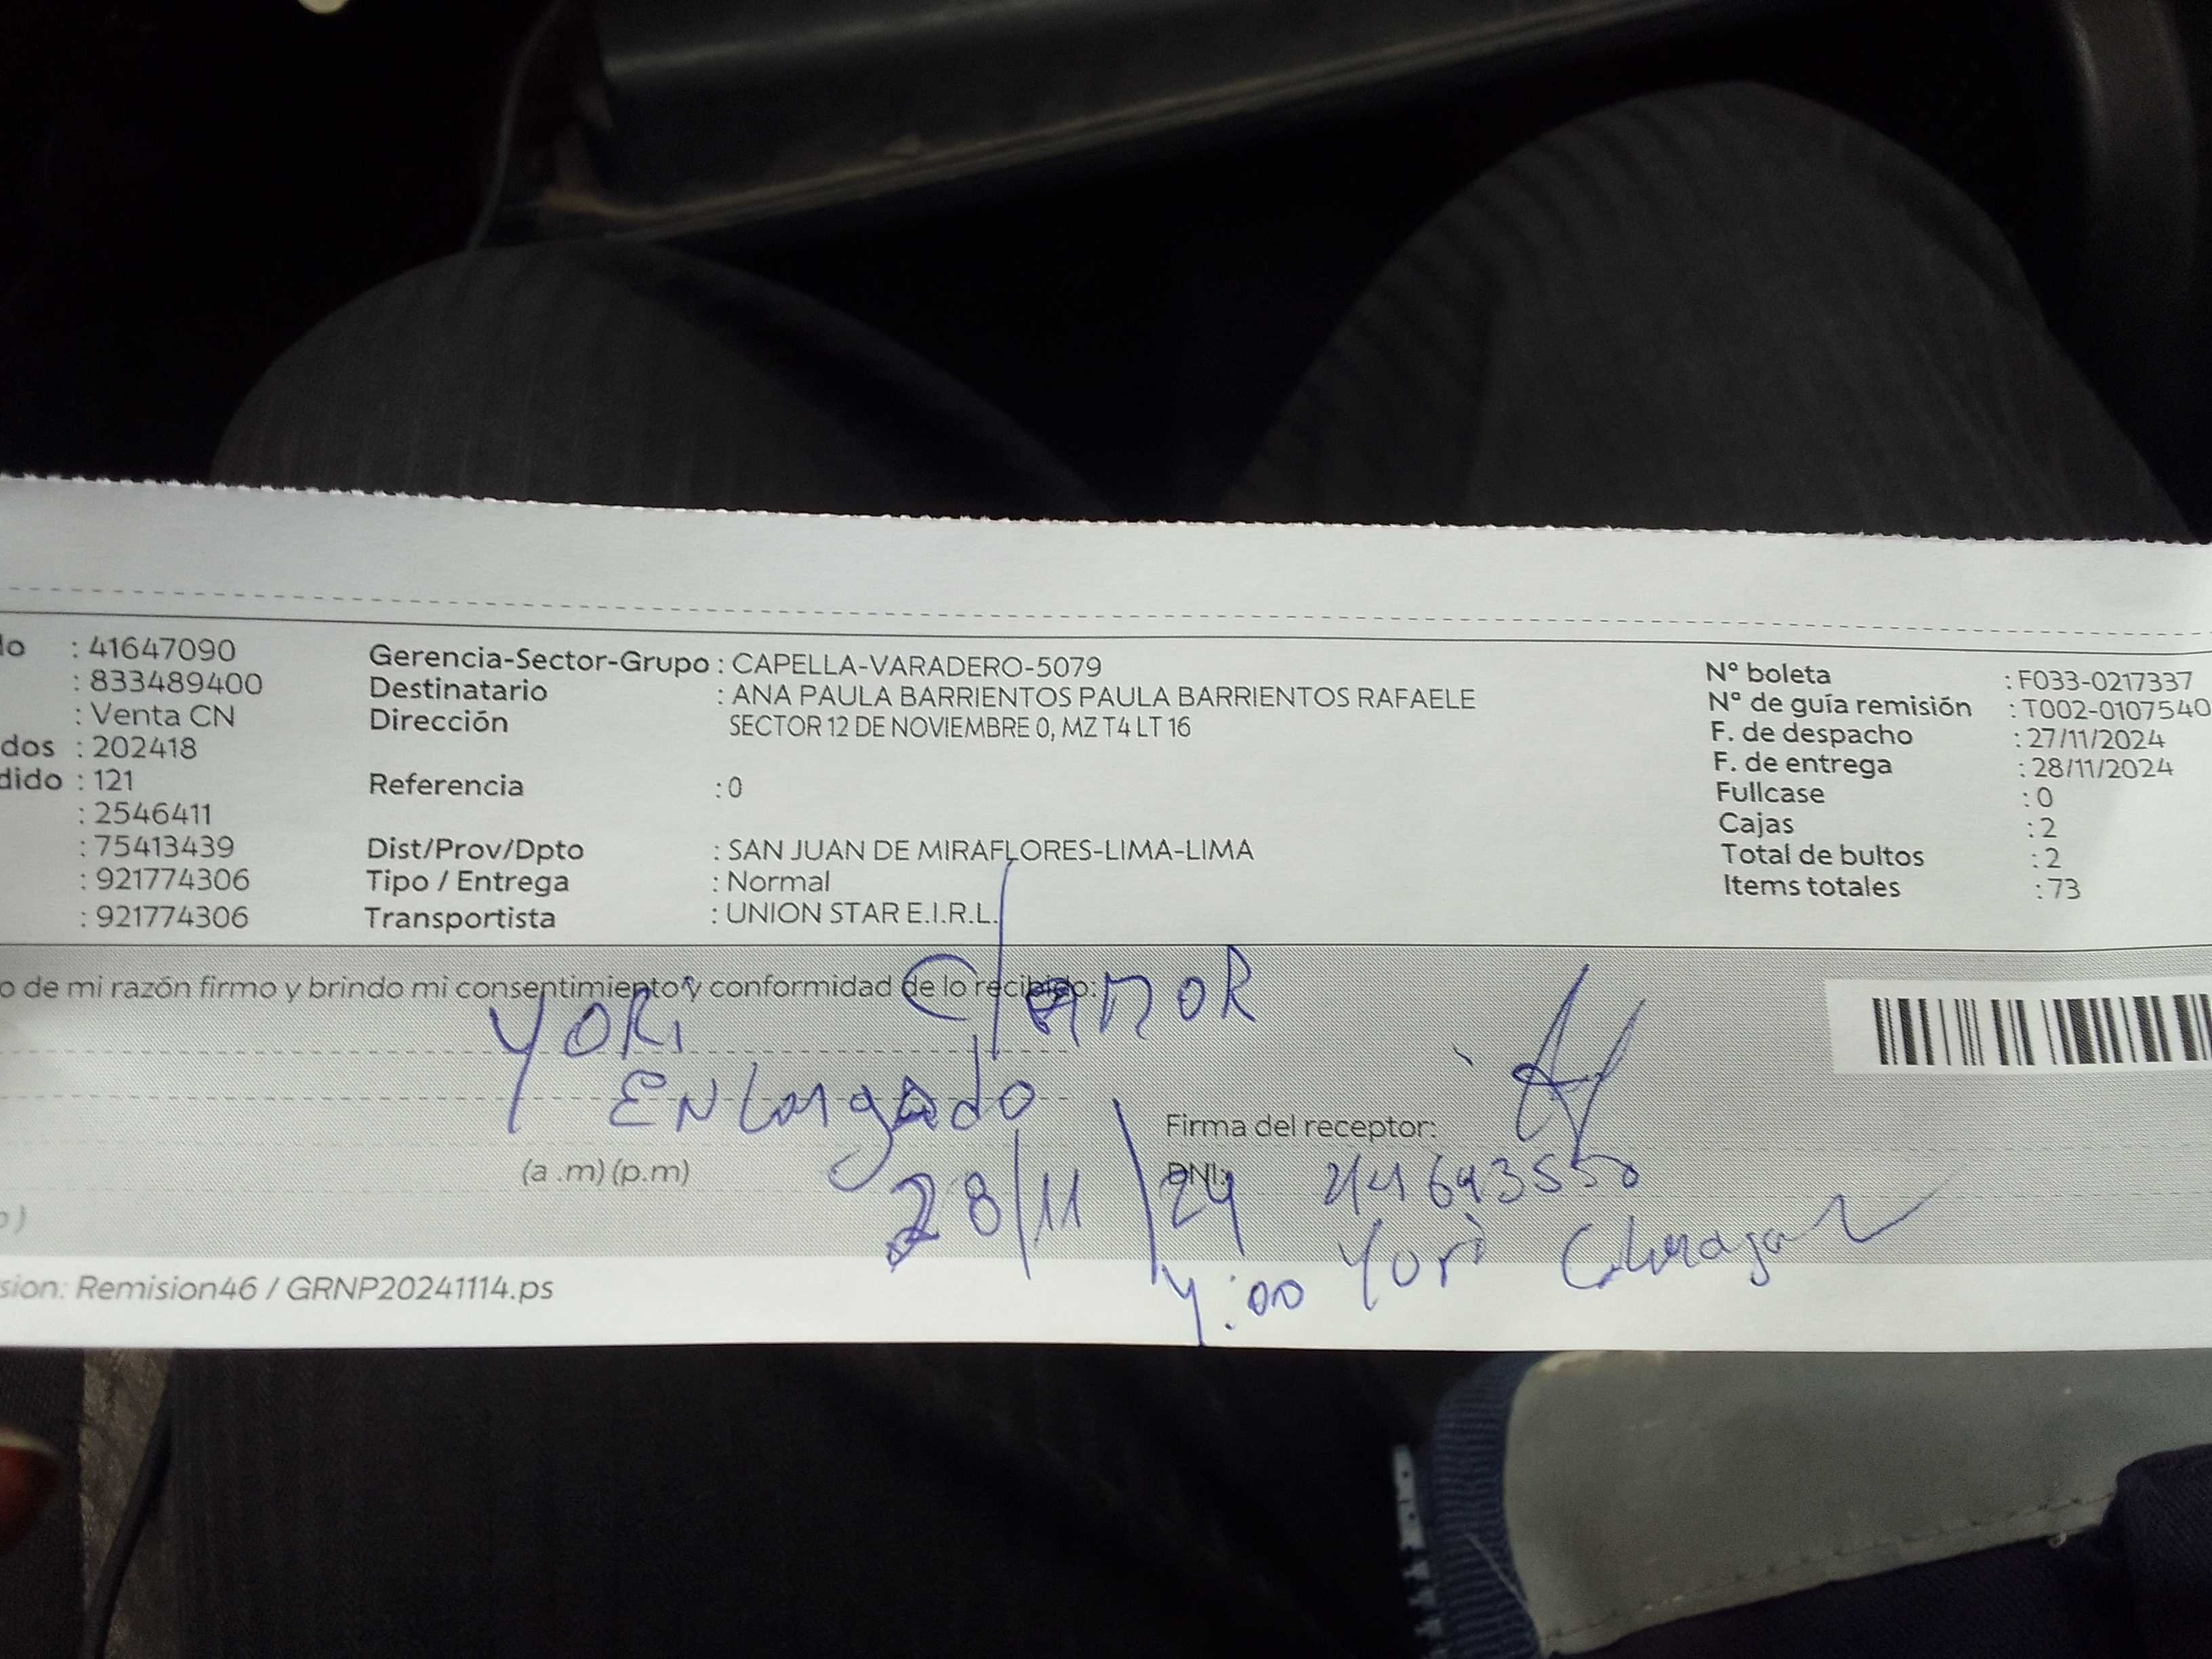 do : 41647090
: 833489400
: Venta CN
dos : 202418
dido : 121
: 2546411
: 75413439
: 921774306
: 921774306
Gerencia-Sector-Grupo : CAPELLA-VARADERO-5079
Destinatario : ANA PAULA BARRIENTOS PAULA BARRIENTOS RAFAELE
Dirección SECTOR 12 DE NOVIEMBRE 0, MZ T4 LT 16
Referencia : 0
Dist/Prov/Dpto : SAN JUAN DE MIRAFLORES-LIMA-LIMA
Tipo / Entrega : Normal
Transportista : UNION STAR E.I.R.L.
Nº boleta : F033-0217337
Nº de guía remisión : T002-0107540
F. de despacho : 27/11/2024
F. de entrega : 28/11/2024
Fullcase : 0
Cajas : 2
Total de bultos : 2
Items totales : 73
o de mi razón firmo y brindo mi consentimiento y conformidad de lo recibido:
YORI
Firma del receptor:
(a .m) (p.m)
DNI:
28/11/24
Yori
sion: Remision46 / GRNP20241114.ps